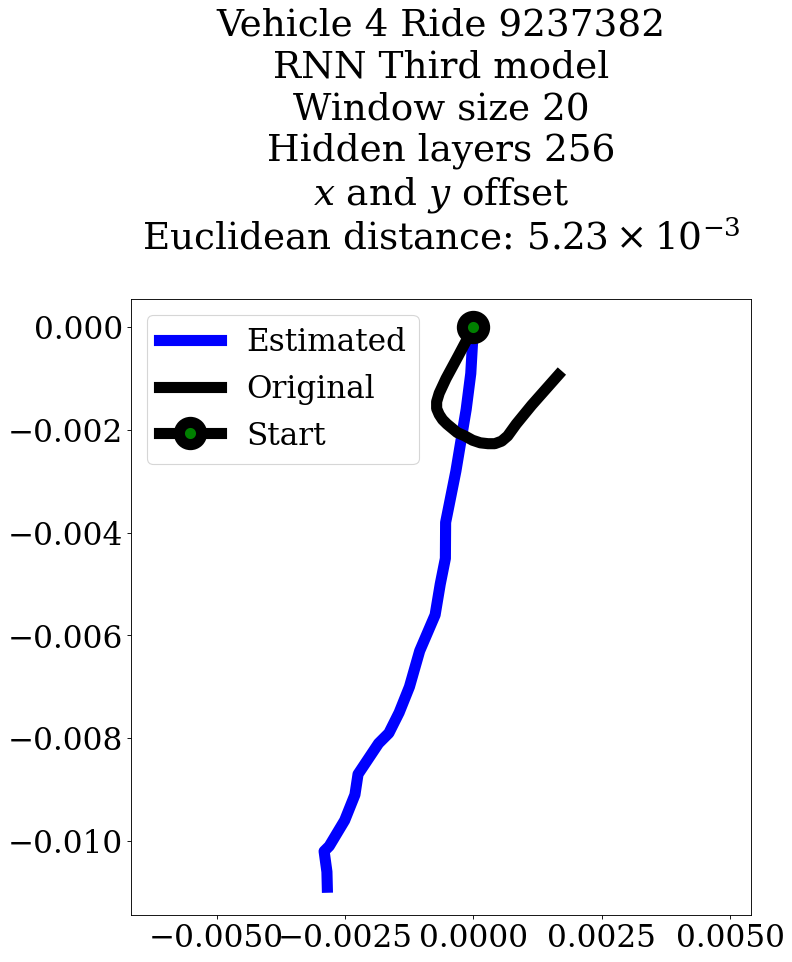 Vehicle 4 Ride 9237382
RNN Third model
Window size 20
Hidden layers 256
x and y offset
Euclidean distance: 5.23 × 10⁻³
Estimated
Original
Start
0.000
−0.002
−0.004
−0.006
−0.008
−0.010
−0.0050 −0.0025 0.0000 0.0025 0.0050